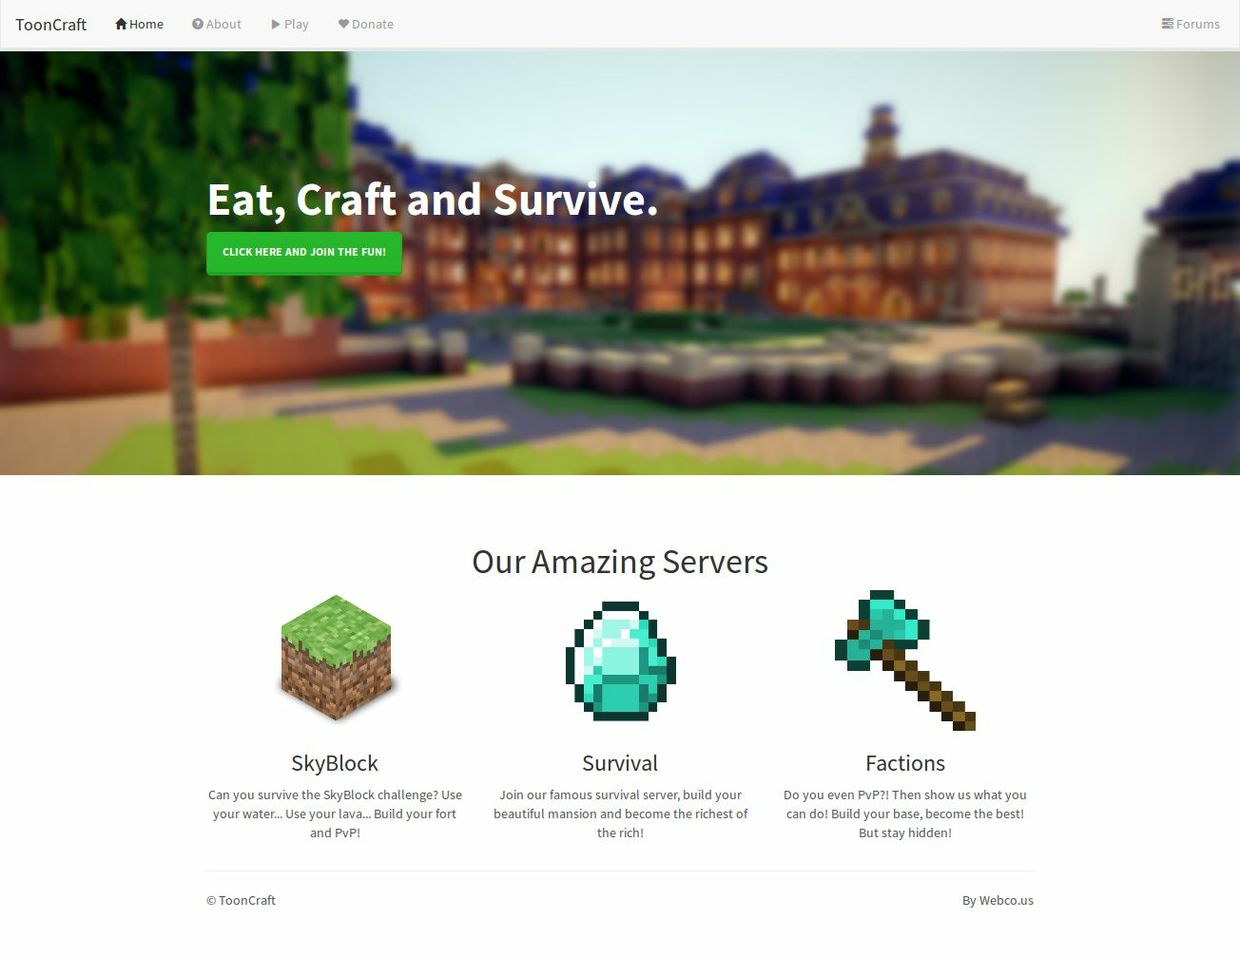 ToonCraft Home About Play Donate Forums
Eat, Craft and Survive.
CLICK HERE AND JOIN THE FUN!
Our Amazing Servers
SkyBlock
Can you survive the SkyBlock challenge? Use
your water... Use your lava... Build your fort
and PvP!
Survival
Join our famous survival server, build your
beautiful mansion and become the richest of
the rich!
Factions
Do you even PvP?! Then show us what you
can do! Build your base, become the best!
But stay hidden!
© ToonCraft
By Webco.us